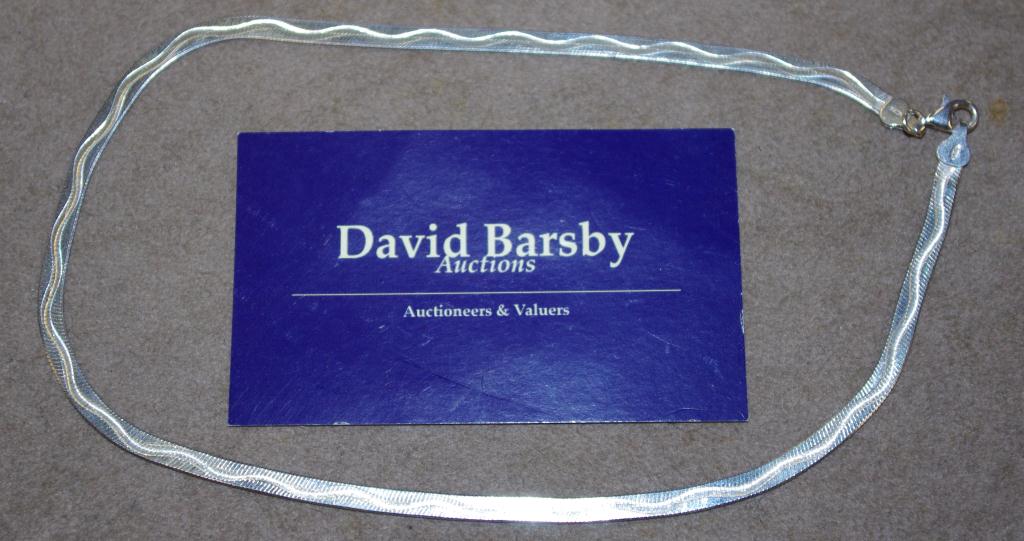 David Barsby
Auctions
Auctioneers & Valuers